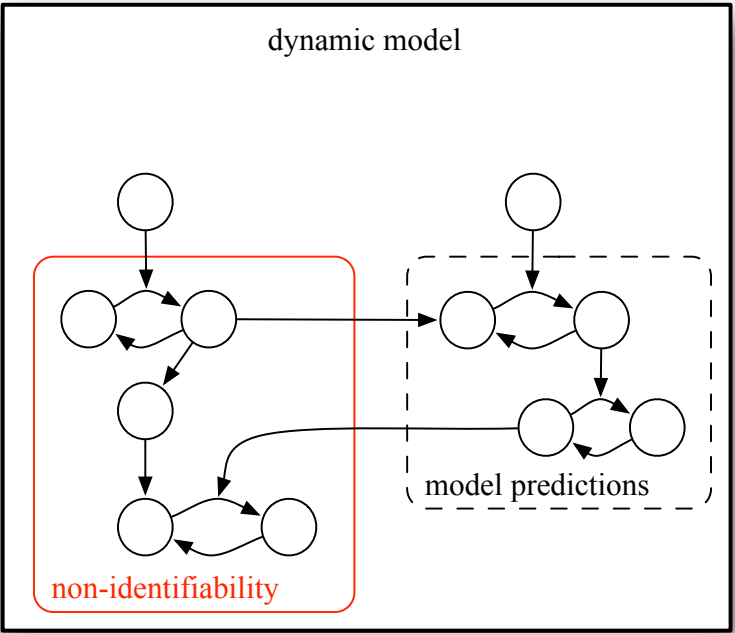 dynamic model
model predictions
non-identifiability